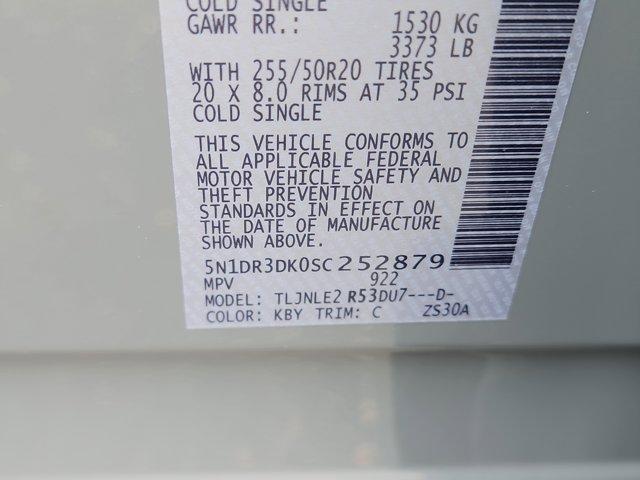 COLD SINGLE
GAWR RR.: 1530 KG
3373 LB
WITH 255/50R20 TIRES
20 X 8.0 RIMS AT 35 PSI
COLD SINGLE
THIS VEHICLE CONFORMS TO
ALL APPLICABLE FEDERAL
MOTOR VEHICLE SAFETY AND
THEFT PREVENTION
STANDARDS IN EFFECT ON
THE DATE OF MANUFACTURE
SHOWN ABOVE.
5N1DR3DK0SC252879
MPV 922
MODEL: TLJNLE2 R53DU7---D-
COLOR: KBY TRIM: C ZS30A